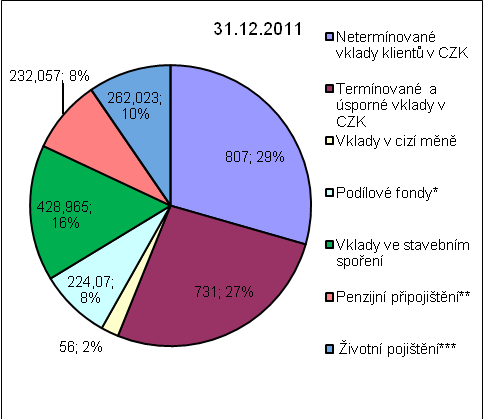 31.12.2011
232,057; 8%
262,023;
10%
807; 29%
428,965;
16%
224,07;
8%
731; 27%
56; 2%
Netermínované
vklady klientů v CZK
Termínované a
úsporné vklady v
CZK
Vklady v cizí měně
Podílové fondy*
Vklady ve stavebním
spoření
Penzijní připojištění**
Životní pojištění***